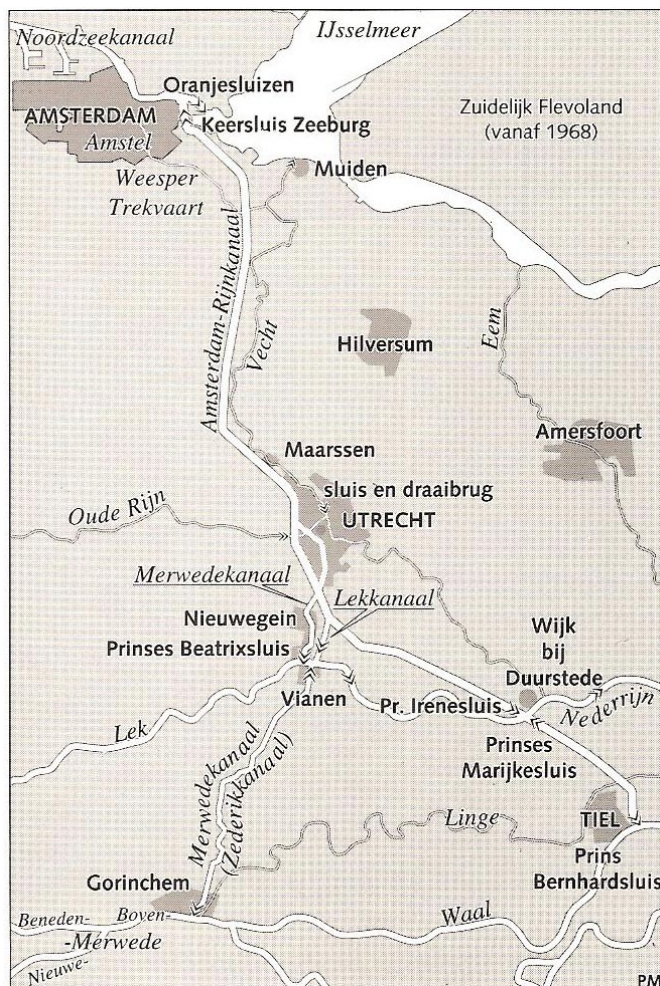 Noordzeekanaal
IJsselmeer
Oranjesluizen
AMSTERDAM
Keersluis Zeeburg
Amstel
Zuidelijk Flevoland
(vanaf 1968)
Weesper
Trekvaart
Muiden
Amsterdam-Rijnkanaal
Vecht
Hilversum
Eem
Amersfoort
Maarssen
sluis en draaibrug
UTRECHT
Oude Rijn
Merwedekanaal
Lekkanaal
Nieuwegein
Prinses Beatrixsluis
Wijk
bij
Duurstede
Vianen
Pr. Irenesluis
Nederrijn
Lek
Prinses
Marijkesluis
Merwedekanaal
(Zederikkanaal)
Linge
TIEL
Prins
Bernhardsluis
Gorinchem
Waal
Beneden-
Boven-
-Merwede
Nieuwe-
PM